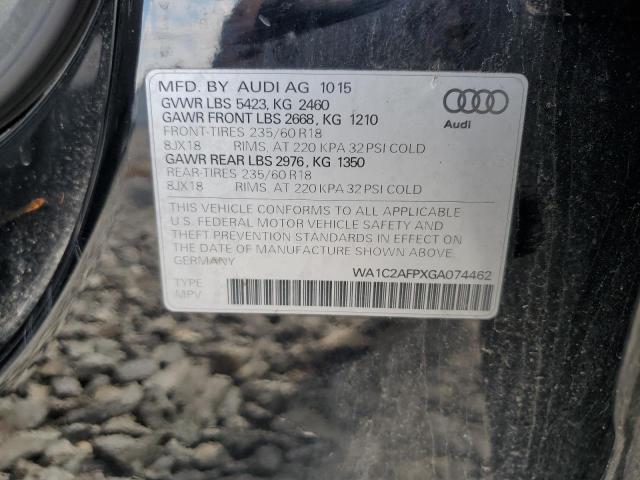 MFD. BY AUDI AG 1015
GVWR LBS 5423, KG 2460
GAWR FRONT LBS 2668, KG 1210
FRONT-TIRES 235/60 R18
8JX18 RIMS, AT 220 KPA 32 PSI COLD
GAWR REAR LBS 2976, KG 1350
REAR-TIRES 235/60 R18
8JX18 RIMS, AT 220 KPA 32 PSI COLD
Audi
THIS VEHICLE CONFORMS TO ALL APPLICABLE
U.S. FEDERAL MOTOR VEHICLE SAFETY AND
THEFT PREVENTION STANDARDS IN EFFECT ON
THE DATE OF MANUFACTURE SHOWN ABOVE.
GERMANY
WA1C2AFPXGA074462
TYPE
MPV